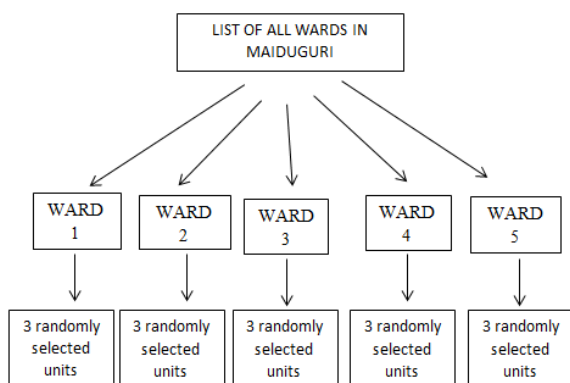 LIST OF ALL WARDS IN
MAIDUGURI
WARD
1
WARD
2
WARD
3
WARD
4
WARD
5
3 randomly
selected
units
3 randomly
selected
units
3 randomly
selected
units
3 randomly
selected
units
3 randomly
selected
units